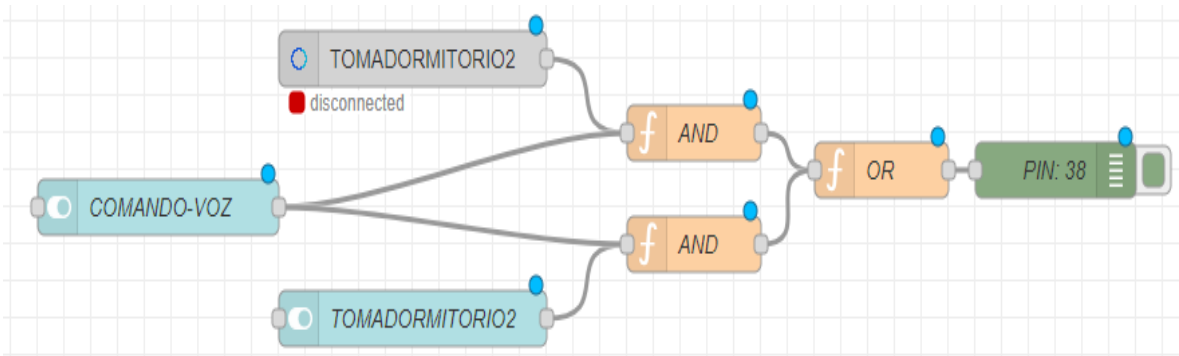 TOMADORMITORIO2
disconnected
AND
OR
PIN: 38
COMANDO-VOZ
AND
TOMADORMITORIO2